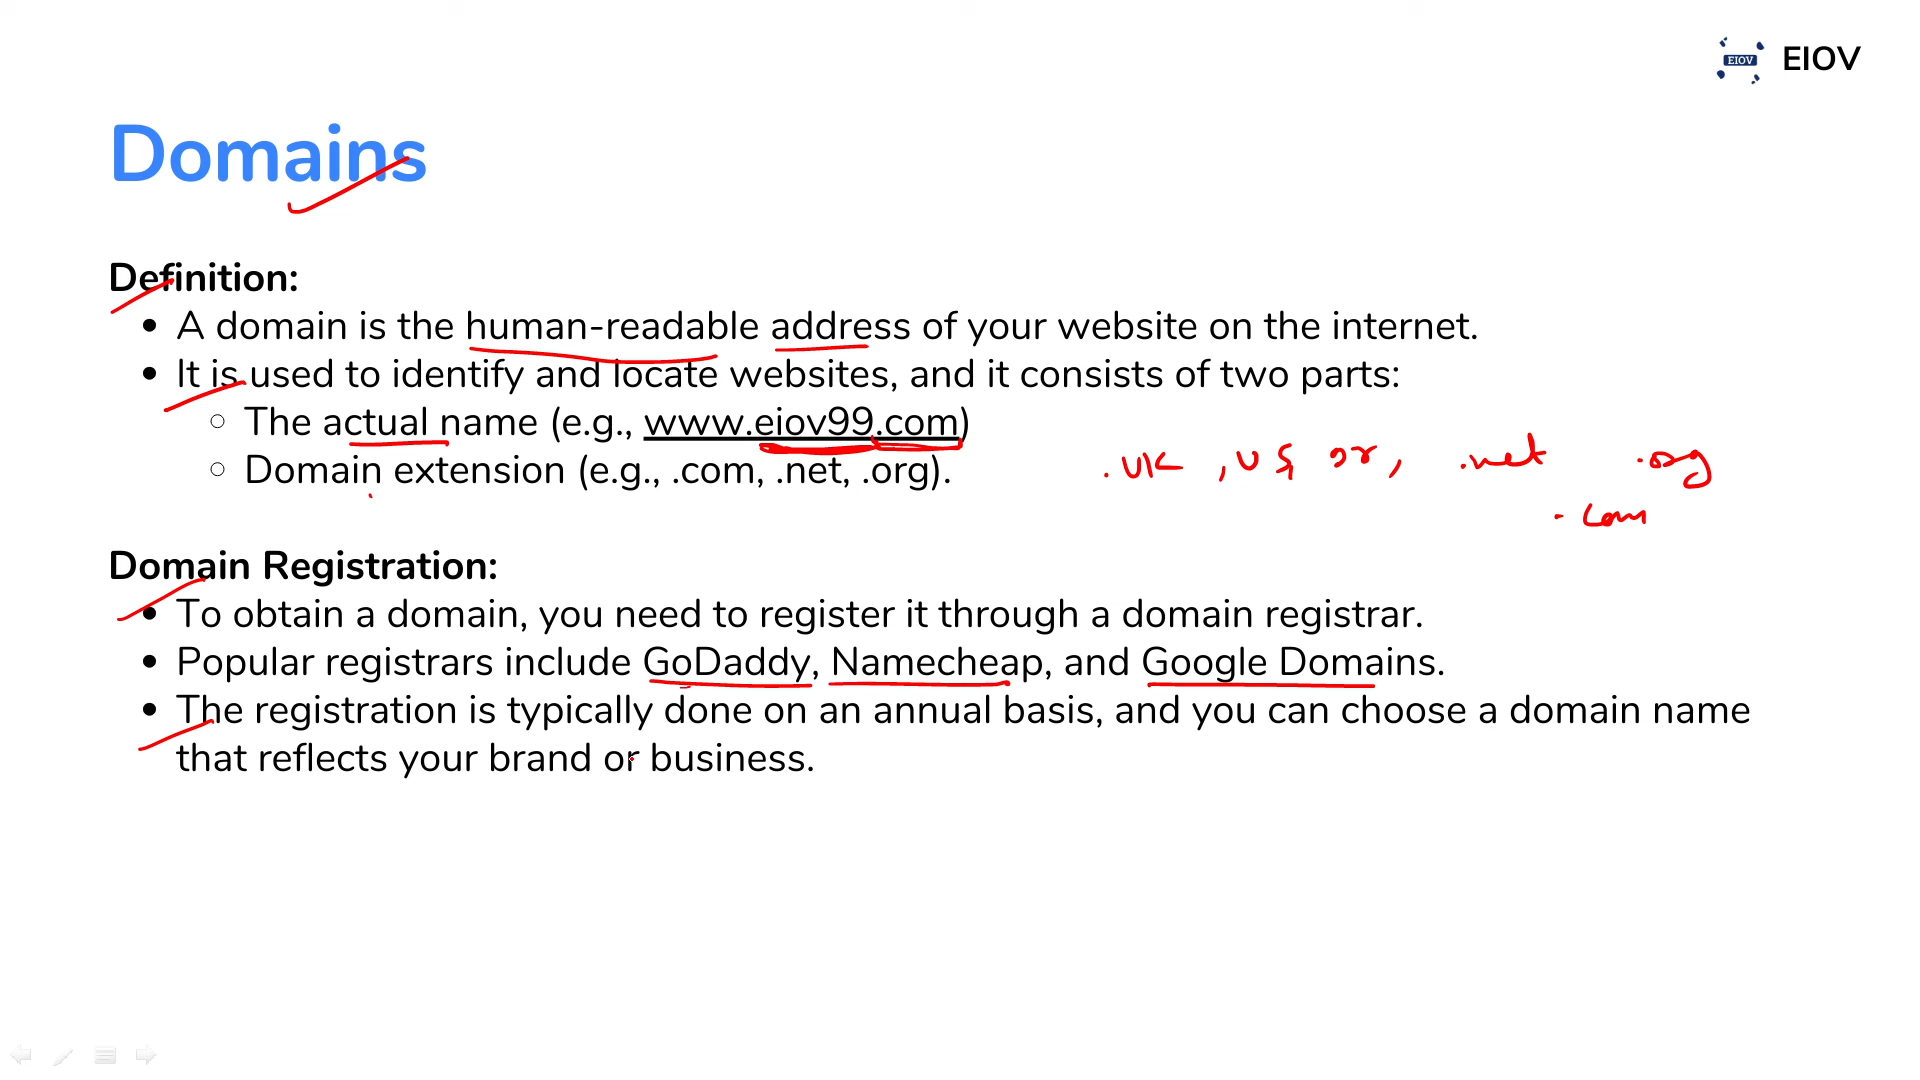 EIOV EIOV
Domains
Definition:
• A domain is the human-readable address of your website on the internet.
• It is used to identify and locate websites, and it consists of two parts:
○ The actual name (e.g., www.eiov99.com)
○ Domain extension (e.g., .com, .net, .org).
.UK , US or , .net .org
.com
Domain Registration:
• To obtain a domain, you need to register it through a domain registrar.
• Popular registrars include GoDaddy, Namecheap, and Google Domains.
• The registration is typically done on an annual basis, and you can choose a domain name
that reflects your brand or business.